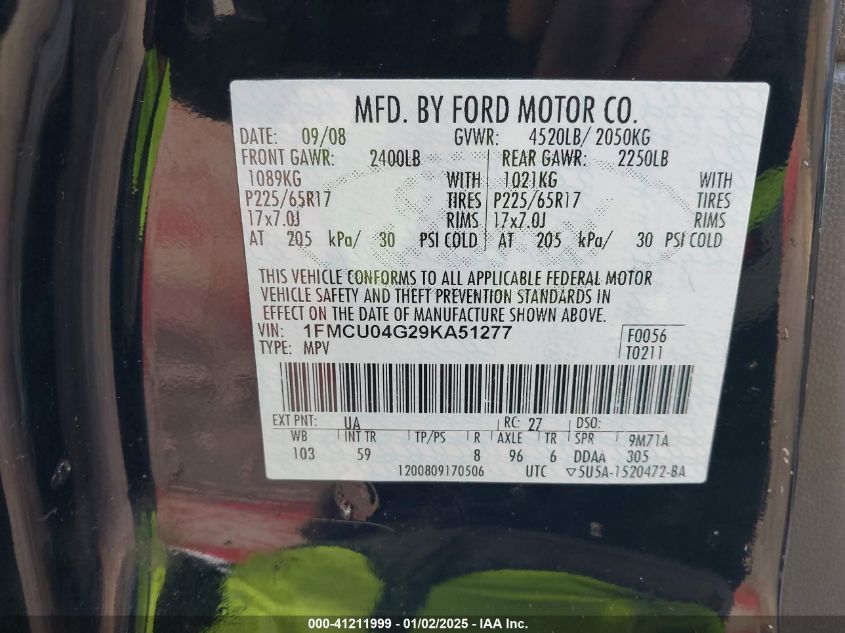 MFD. BY FORD MOTOR CO.
DATE: 09/08 GVWR: 4520LB/ 2050KG
FRONT GAWR: 2400LB REAR GAWR: 2250LB
1089KG WITH 1021KG WITH
P225/65R17 TIRES P225/65R17 TIRES
17x7.0J RIMS 17x7.0J RIMS
AT 205 kPa/ 30 PSI COLD AT 205 kPa/ 30 PSI COLD
THIS VEHICLE CONFORMS TO ALL APPLICABLE FEDERAL MOTOR
VEHICLE SAFETY AND THEFT PREVENTION STANDARDS IN
EFFECT ON THE DATE OF MANUFACTURE SHOWN ABOVE.
VIN: 1FMCU04G29KA51277 F0056
TYPE: MPV T0211
EXT PNT: UA RC: 27 DSO:
WB INT TR TP/PS R AXLE TR SPR 9M71A
103 59 8 96 6 DDAA 305
1200809170506 UTC ▽5U5A-1520472-BA
000-41211999 - 01/02/2025 - IAA Inc.